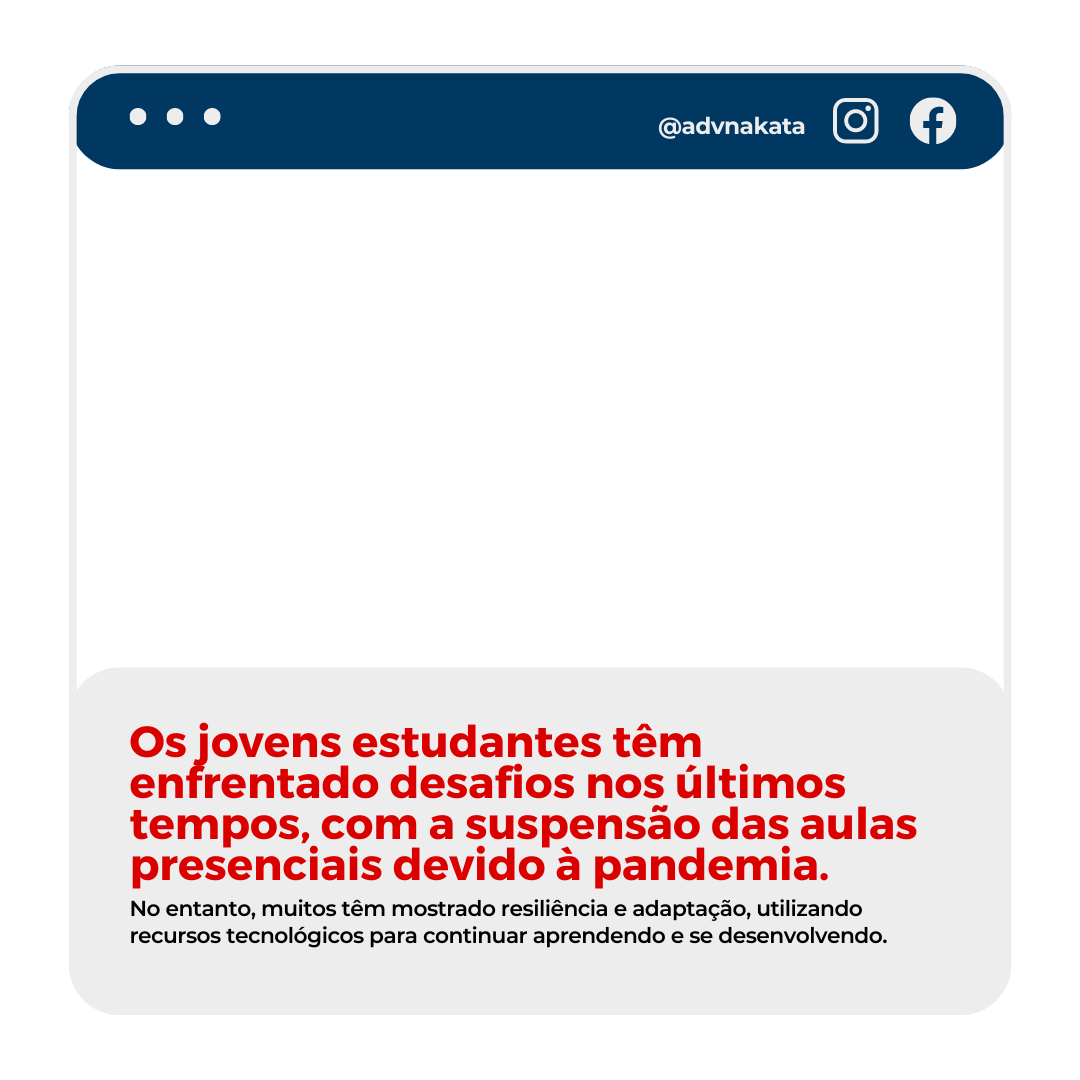 @advnakata
Os jovens estudantes têm
enfrentado desafios nos últimos
tempos, com a suspensão das aulas
presenciais devido à pandemia.
No entanto, muitos têm mostrado resiliência e adaptação, utilizando
recursos tecnológicos para continuar aprendendo e se desenvolvendo.